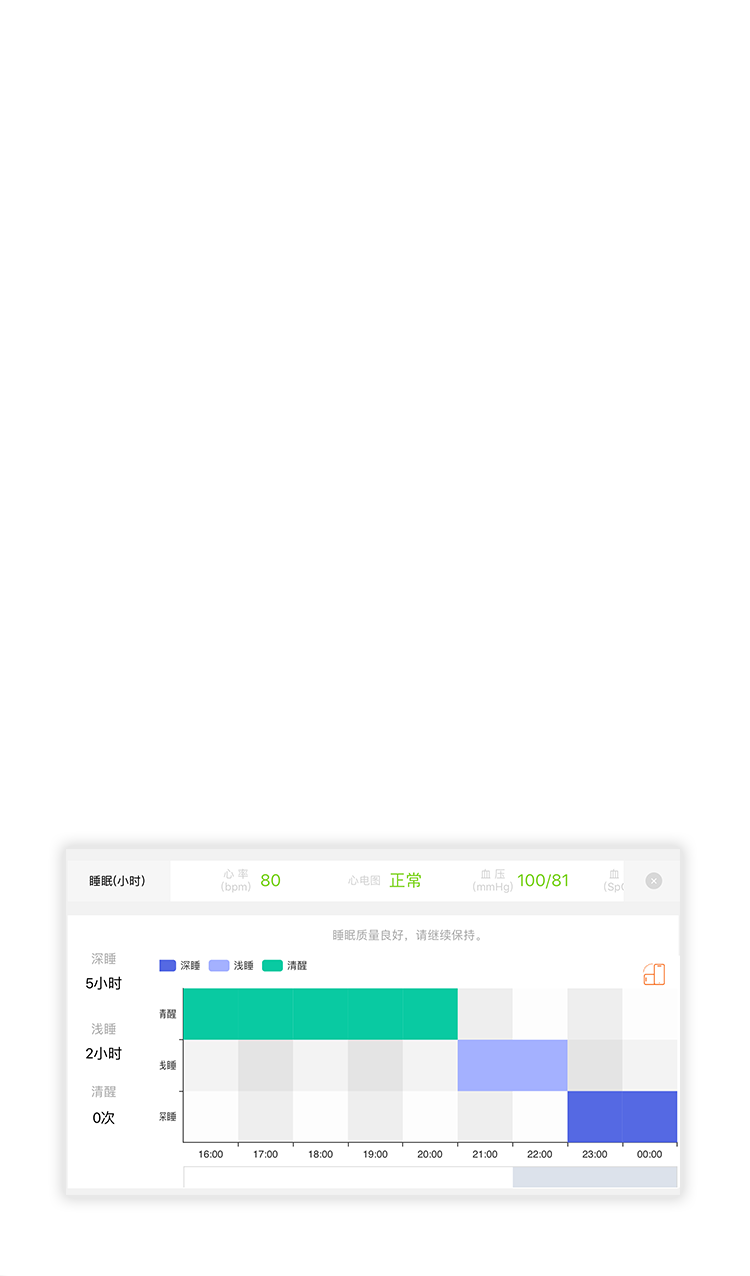 睡眠(小时)
心 率
(bpm)
80
心电图
正常
血 压
(mmHg)
100/81
血
(Sp
睡眠质量良好，请继续保持。
深睡
5小时
浅睡
2小时
清醒
0次
深睡 浅睡 清醒
清醒
浅睡
深睡
16:00 17:00 18:00 19:00 20:00 21:00 22:00 23:00 00:00